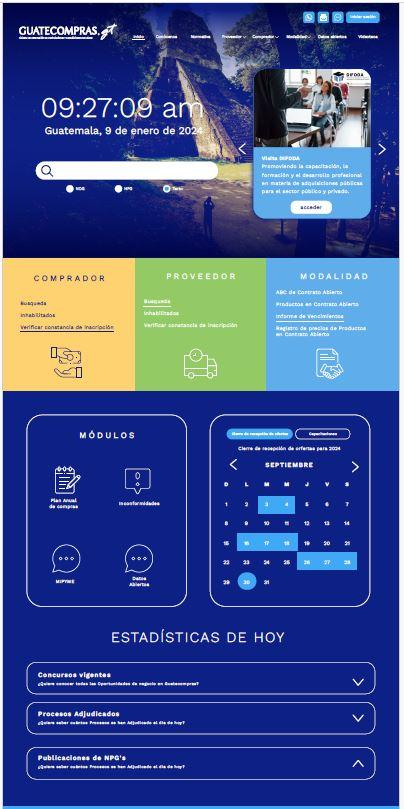 GUATECOMPRAS.gt
Iniciar sesión
Inicio Conócenos Normativa Proveedor Comprador Modalidad Datos abiertos Videoteca
09:27:09 am
Guatemala, 9 de enero de 2024
NOG NPG Texto
DIFODA
Visita DIFODA
Promoviendo la capacitación, la
formación y el desarrollo profesional
en materia de adquisiciones públicas
para el sector público y privado.
acceder
COMPRADOR
Busqueda
Inhabilitados
Verificar constancia de inscripción
PROVEEDOR
Busqueda
Inhabilitados
Verificar constancia de inscripción
MODALIDAD
ABC de Contrato Abierto
Productos en Contrato Abierto
Informe de Vencimientos
Registro de precios de Productos
en Contrato Abierto
MÓDULOS
Plan Anual
de compras
Inconformidades
MIPYME
Datos
Abiertos
Cierre de recepción de ofertas Capacitaciones
Cierre de recepción de orfertas para 2024
SEPTIEMBRE
D L M M J V S
1 2 3 4 5 6 7
8 9 10 11 12 13 14
15 16 17 18 19 20 21
22 23 24 25 26 27 28
29 30 31
ESTADÍSTICAS DE HOY
Concursos vigentes
¿Quiere conocer todas las Oportunidades de negocio en Guatecompras?
Procesos Adjudicados
¿Quiere saber cuántos Procesos se han Adjudicado el día de hoy?
Publicaciones de NPG's
¿Quiere saber cuántos Procesos se han Adjudicado el día de hoy?